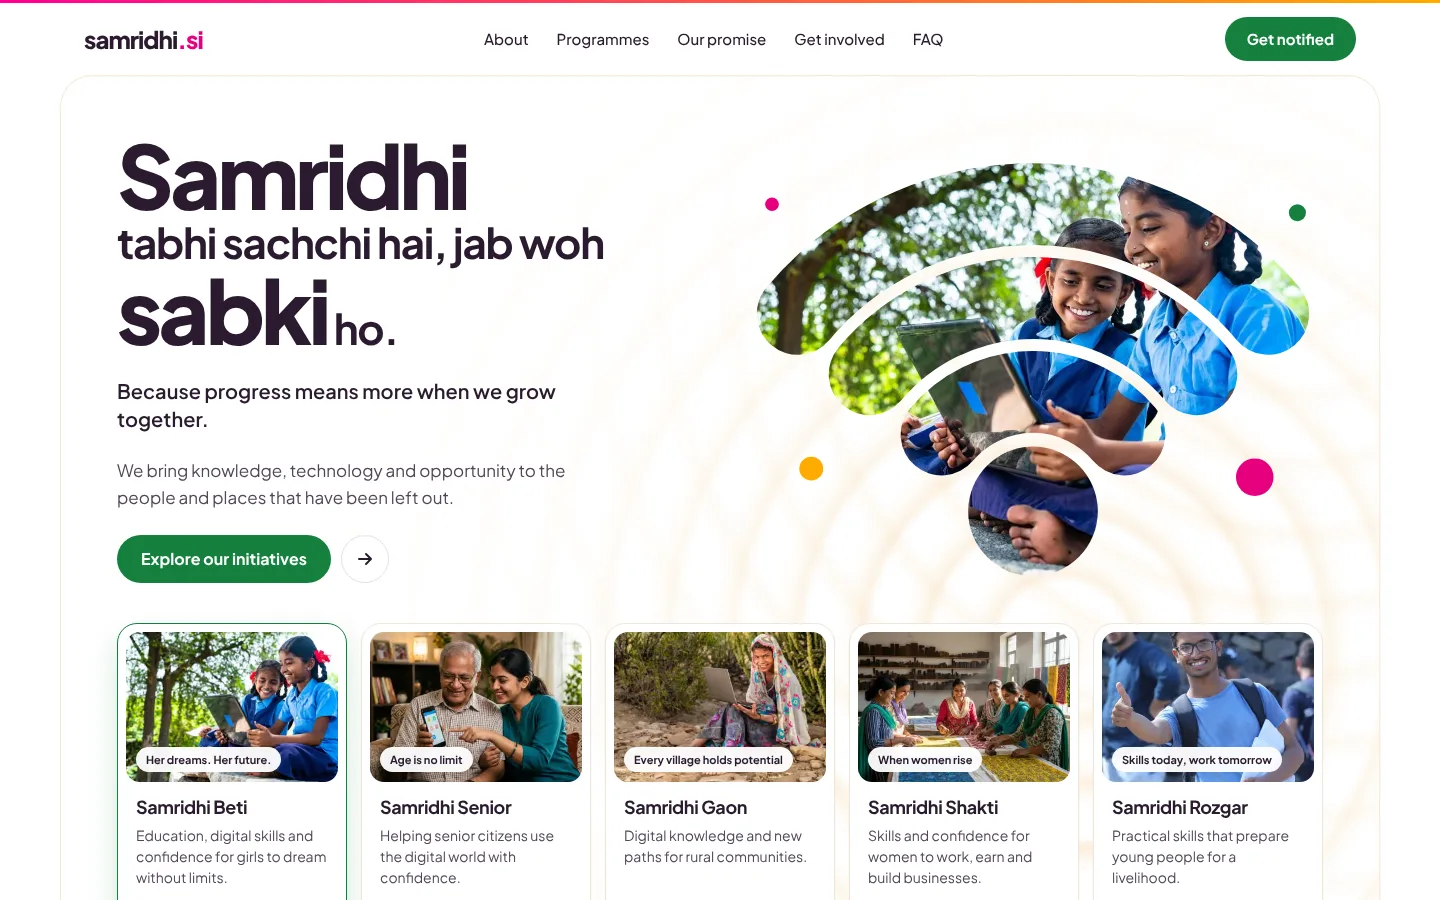 samridhi.si
About
Programmes
Our promise
Get involved
FAQ
Get notified
Samridhi
tabhi sachchi hai, jab woh
sabki ho.
Because progress means more when we grow
together.
We bring knowledge, technology and opportunity to the
people and places that have been left out.
Explore our initiatives
Her dreams. Her future.
Samridhi Beti
Education, digital skills and
confidence for girls to dream
without limits.
Age is no limit
Samridhi Senior
Helping senior citizens use
the digital world with
confidence.
Every village holds potential
Samridhi Gaon
Digital knowledge and new
paths for rural communities.
When women rise
Samridhi Shakti
Skills and confidence for
women to work, earn and
build businesses.
Skills today, work tomorrow
Samridhi Rozgar
Practical skills that prepare
young people for a
livelihood.